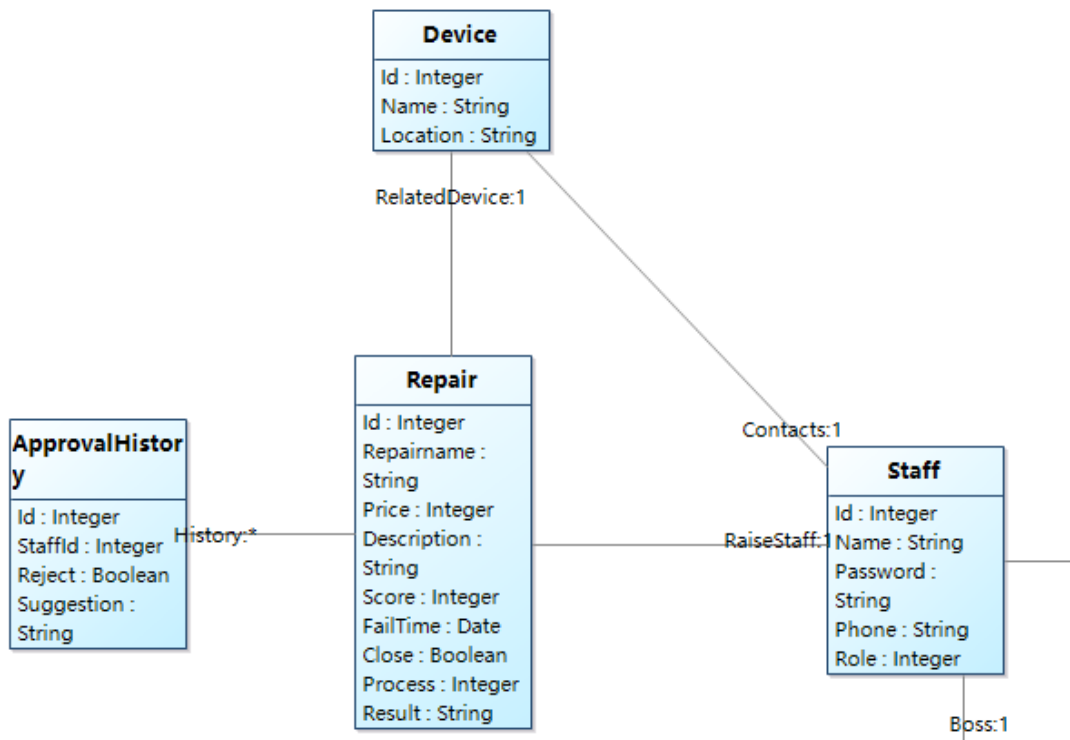 Device
Id : Integer
Name : String
Location : String
RelatedDevice:1
Repair
Id : Integer
Repairname :
String
Price : Integer
Description :
String
Score : Integer
FailTime : Date
Close : Boolean
Process : Integer
Result : String
ApprovalHistor
y
Id : Integer
StaffId : Integer
Reject : Boolean
Suggestion :
String
History:*
Contacts:1
RaiseStaff:1
Staff
Id : Integer
Name : String
Password :
String
Phone : String
Role : Integer
Boss:1